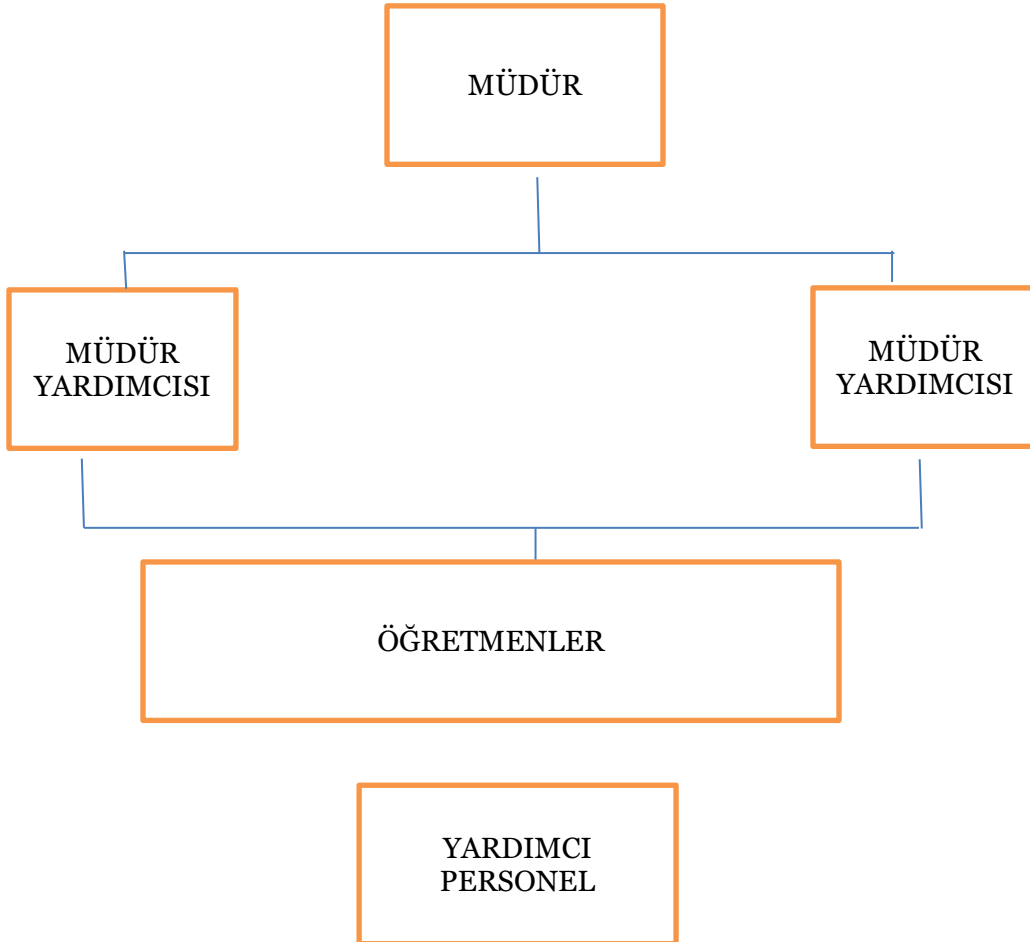 MÜDÜR
MÜDÜR
YARDIMCISI
MÜDÜR
YARDIMCISI
ÖĞRETMENLER
YARDIMCI
PERSONEL